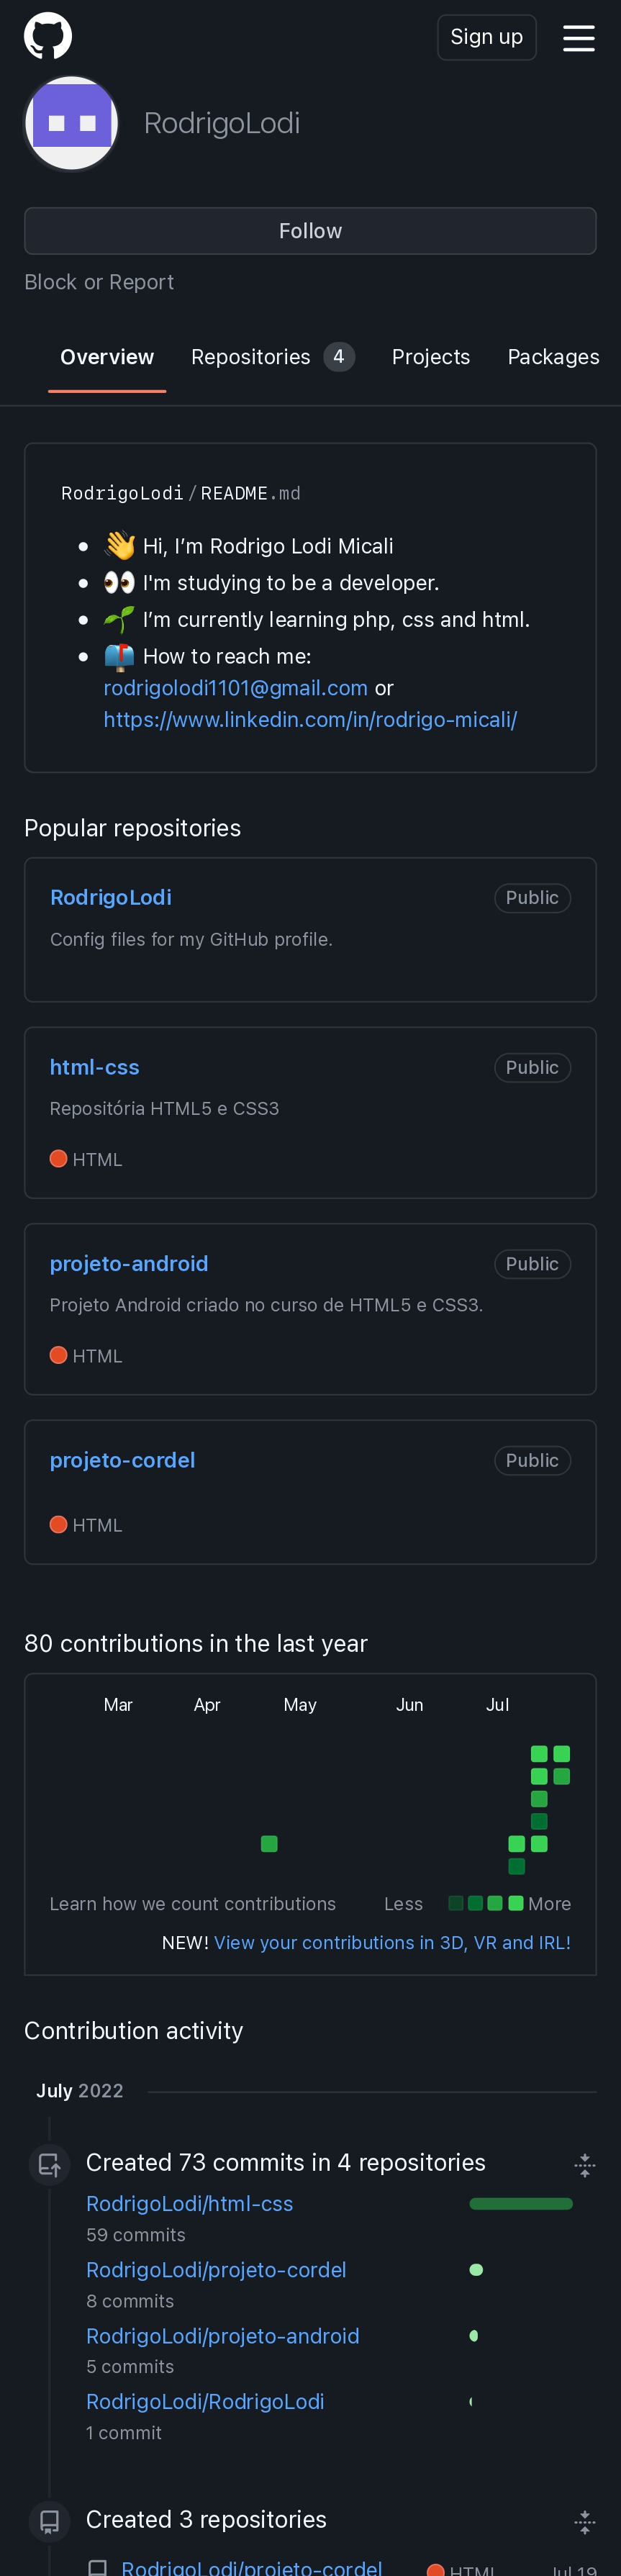 Sign up
RodrigoLodi
Follow
Block or Report
Overview Repositories 4 Projects Packages
RodrigoLodi/README.md
👋 Hi, I’m Rodrigo Lodi Micali
👀 I'm studying to be a developer.
🌱 I’m currently learning php, css and html.
📫 How to reach me:
rodrigolodi1101@gmail.com or
https://www.linkedin.com/in/rodrigo-micali/
Popular repositories
RodrigoLodi Public
Config files for my GitHub profile.
html-css Public
Repositória HTML5 e CSS3
HTML
projeto-android Public
Projeto Android criado no curso de HTML5 e CSS3.
HTML
projeto-cordel Public
HTML
80 contributions in the last year
Mar Apr May Jun Jul
Learn how we count contributions Less More
NEW! View your contributions in 3D, VR and IRL!
Contribution activity
July 2022
Created 73 commits in 4 repositories
RodrigoLodi/html-css
59 commits
RodrigoLodi/projeto-cordel
8 commits
RodrigoLodi/projeto-android
5 commits
RodrigoLodi/RodrigoLodi
1 commit
Created 3 repositories
RodrigoLodi/projeto-cordel HTML Jul 19